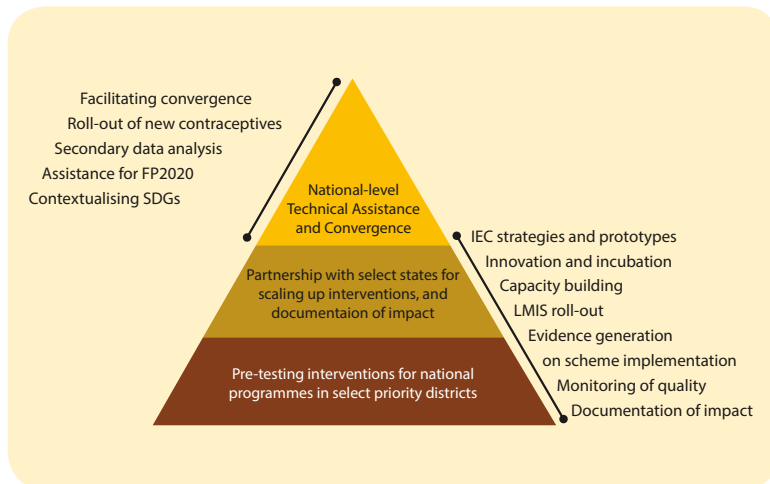 Facilitating convergence
Roll-out of new contraceptives
Secondary data analysis
Assistance for FP2020
Contextualising SDGs
National-level
Technical Assistance
and Convergence
IEC strategies and prototypes
Innovation and incubation
Capacity building
LMIS roll-out
Evidence generation
on scheme implementation
Monitoring of quality
Documentation of impact
Partnership with select states for
scaling up interventions, and
documentaion of impact
Pre-testing interventions for national
programmes in select priority districts